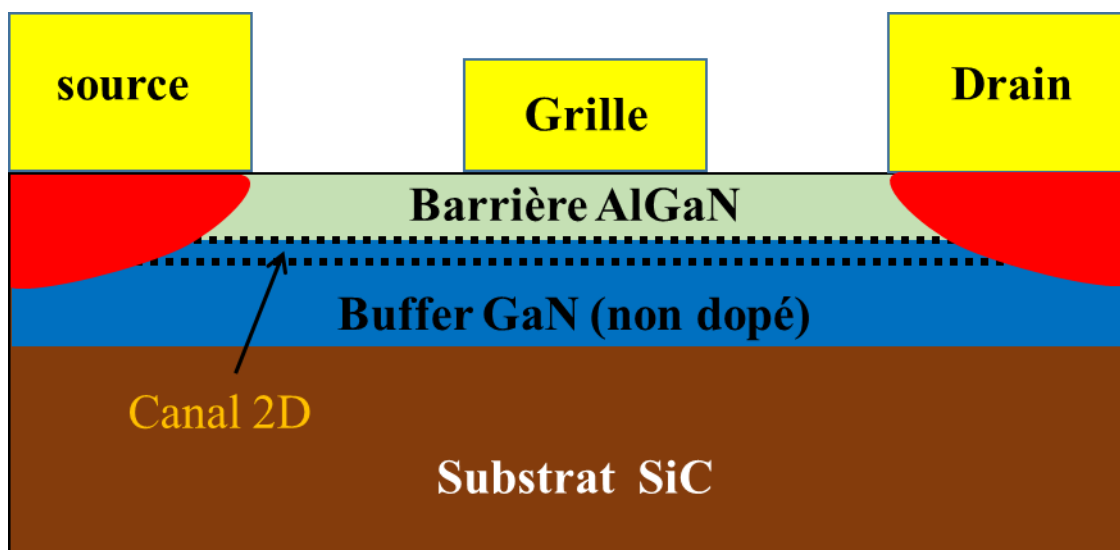 source
Grille
Drain
Barrière AlGaN
Buffer GaN (non dopé)
Canal 2D
Substrat SiC